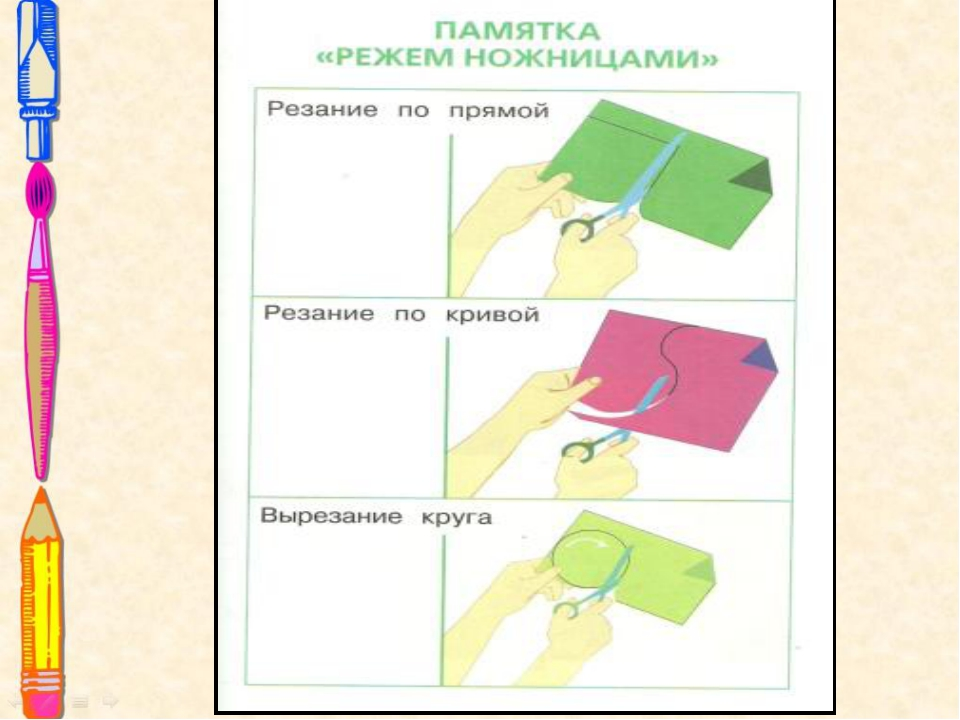 ПАМЯТКА
«РЕЖЕМ НОЖНИЦАМИ»
Резание по прямой
Резание по кривой
Вырезание круга